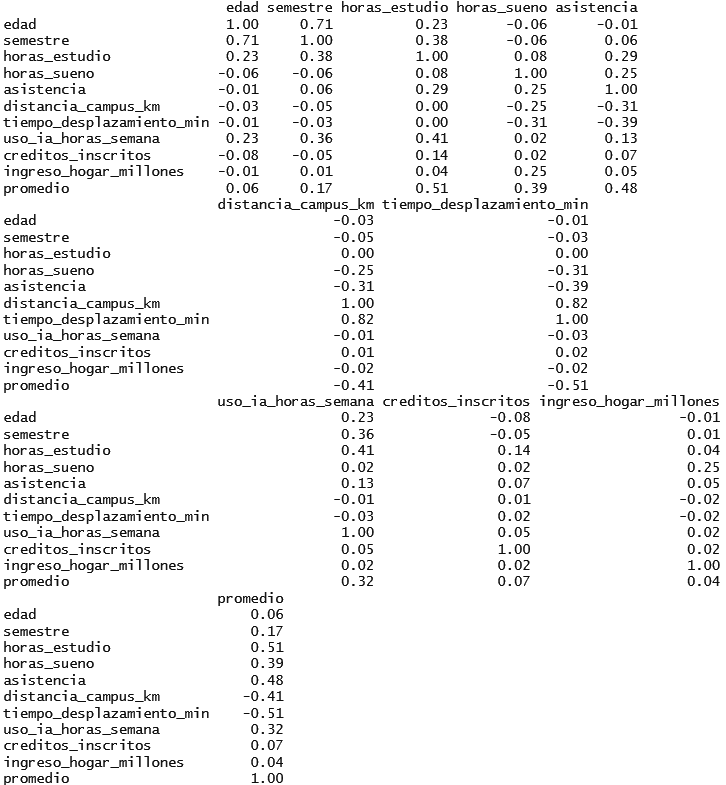 edad semestre horas_estudio horas_sueno asistencia
edad 1.00 0.71 0.23 -0.06 -0.01
semestre 0.71 1.00 0.38 -0.06 0.06
horas_estudio 0.23 0.38 1.00 0.08 0.29
horas_sueno -0.06 -0.06 0.08 1.00 0.25
asistencia -0.01 0.06 0.29 0.25 1.00
distancia_campus_km -0.03 -0.05 0.00 -0.25 -0.31
tiempo_desplazamiento_min -0.01 -0.03 0.00 -0.31 -0.39
uso_ia_horas_semana 0.23 0.36 0.41 0.02 0.13
creditos_inscritos -0.08 -0.05 0.14 0.02 0.07
ingreso_hogar_millones -0.01 0.01 0.04 0.25 0.05
promedio 0.06 0.17 0.51 0.39 0.48
distancia_campus_km tiempo_desplazamiento_min
edad -0.03 -0.01
semestre -0.05 -0.03
horas_estudio 0.00 0.00
horas_sueno -0.25 -0.31
asistencia -0.31 -0.39
distancia_campus_km 1.00 0.82
tiempo_desplazamiento_min 0.82 1.00
uso_ia_horas_semana -0.01 -0.03
creditos_inscritos 0.01 0.02
ingreso_hogar_millones -0.02 -0.02
promedio -0.41 -0.51
uso_ia_horas_semana creditos_inscritos ingreso_hogar_millones
edad 0.23 -0.08 -0.01
semestre 0.36 -0.05 0.01
horas_estudio 0.41 0.14 0.04
horas_sueno 0.02 0.02 0.25
asistencia 0.13 0.07 0.05
distancia_campus_km -0.01 0.01 -0.02
tiempo_desplazamiento_min -0.03 0.02 -0.02
uso_ia_horas_semana 1.00 0.05 0.02
creditos_inscritos 0.05 1.00 0.02
ingreso_hogar_millones 0.02 0.02 1.00
promedio 0.32 0.07 0.04
promedio
edad 0.06
semestre 0.17
horas_estudio 0.51
horas_sueno 0.39
asistencia 0.48
distancia_campus_km -0.41
tiempo_desplazamiento_min -0.51
uso_ia_horas_semana 0.32
creditos_inscritos 0.07
ingreso_hogar_millones 0.04
promedio 1.00